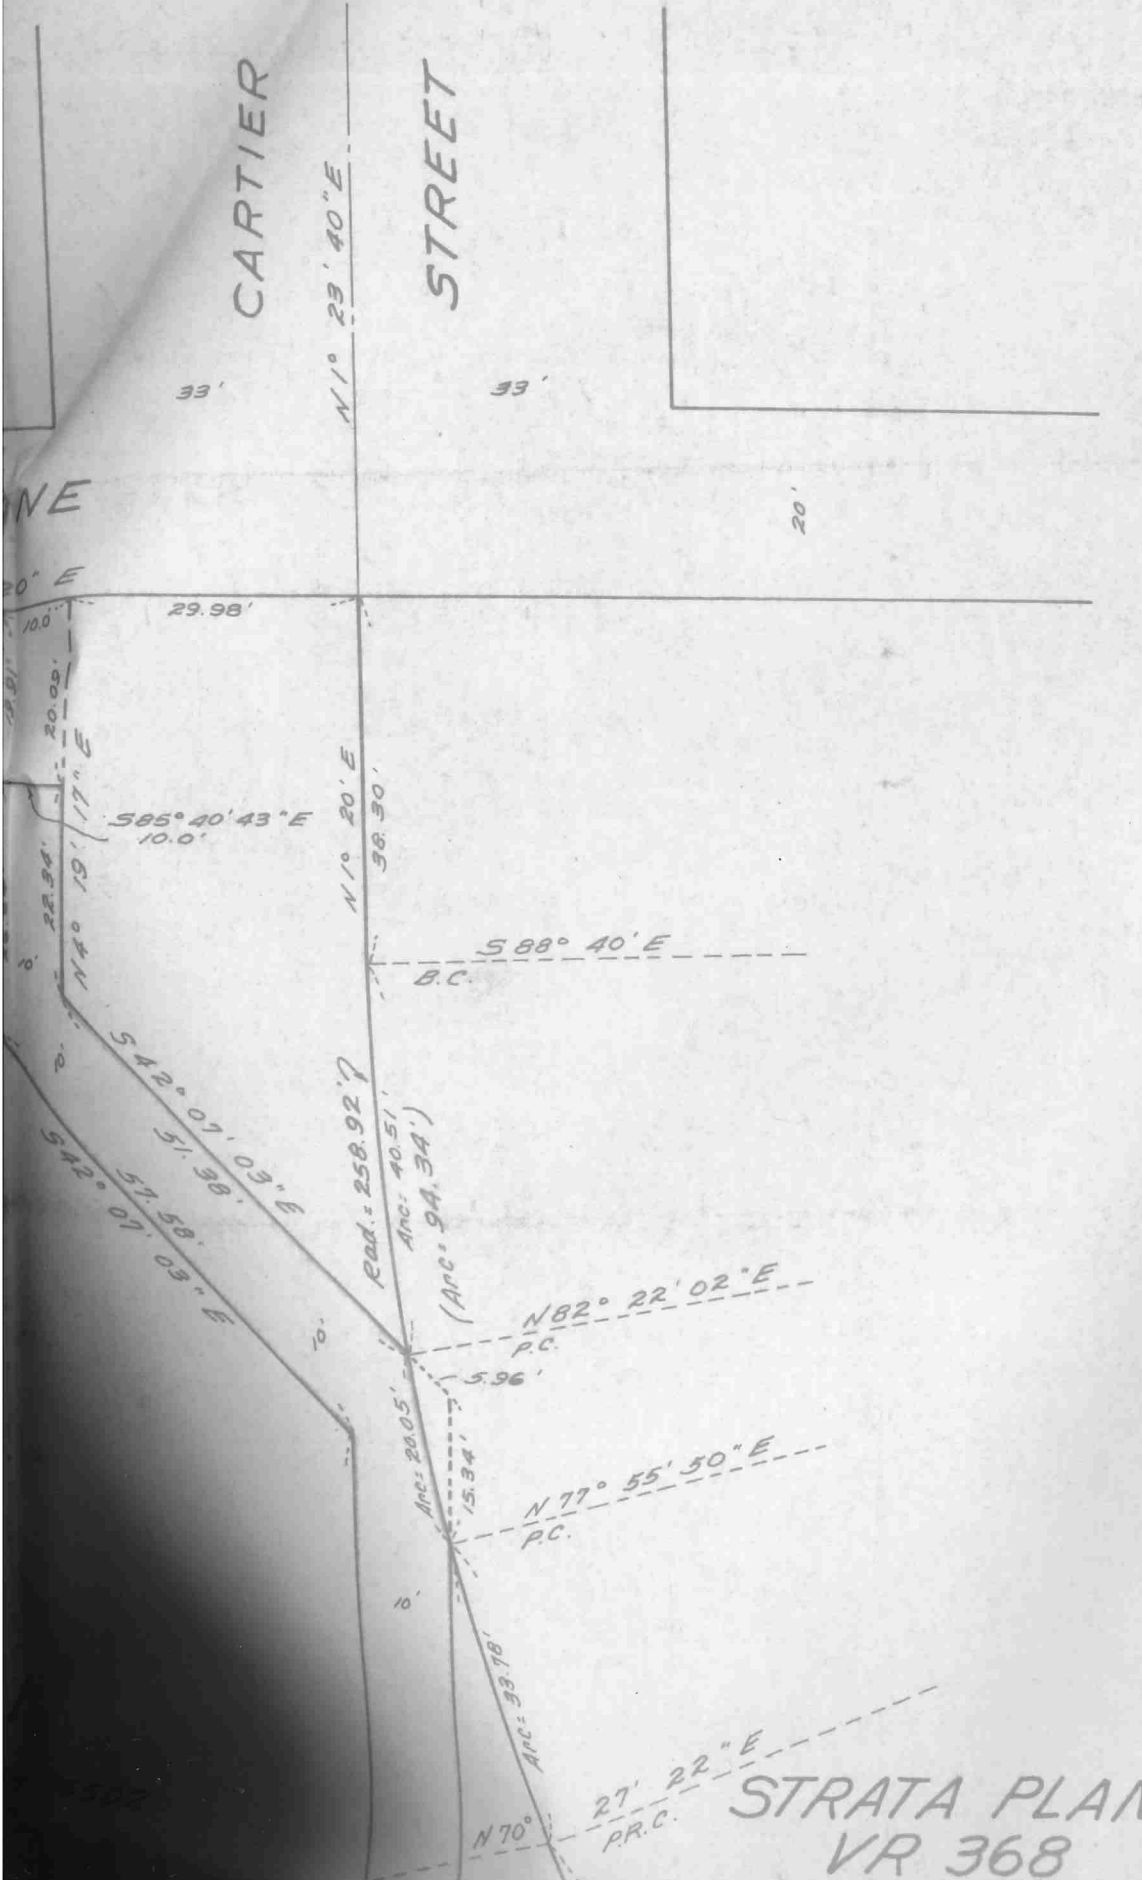 CARTIER
STREET
N 1° 23' 40" E
33'
33'
NE
20'
20" E
10.0'
29.98'
20.09'
N 4° 19' 17" E
S 85° 40' 43" E
10.0'
22.34'
10'
N 1° 20' E
38.30'
S 88° 40' E
B.C.
S 42° 07' 03" E
51.38'
10'
57.58'
S 42° 07' 03" E
Rad. = 258.92'
Arc = 40.51'
(Arc = 94.34')
N 82° 22' 02" E
P.C.
10'
5.96'
Arc = 20.05'
15.34'
N 77° 55' 50" E
P.C.
10'
Arc = 33.78'
N 70° 27' 22" E
P.R.C.
STRATA PLAN
VR 368